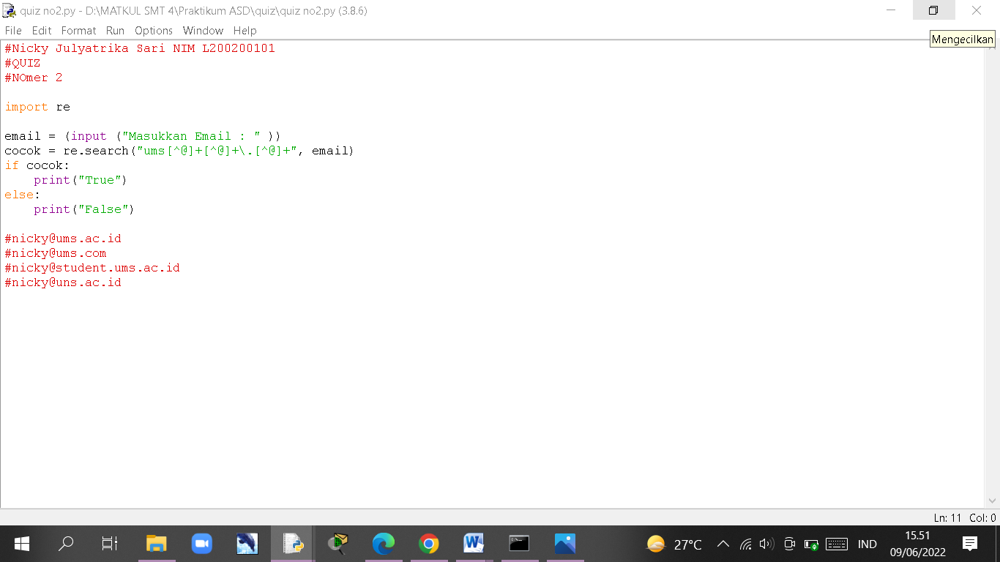 quiz no2.py - D:\MATKUL SMT 4\Praktikum ASD\quiz\quiz no2.py (3.8.6)
File Edit Format Run Options Window Help
Mengecilkan
#Nicky Julyatrika Sari NIM L200200101
#QUIZ
#NOmer 2
import re
email = (input ("Masukkan Email : " ))
cocok = re.search("ums[^@]+[^@]+\.[^@]+", email)
if cocok:
    print("True")
else:
    print("False")
#nicky@ums.ac.id
#nicky@ums.com
#nicky@student.ums.ac.id
#nicky@uns.ac.id
Ln: 11 Col: 0
27°C IND 15.51
09/06/2022